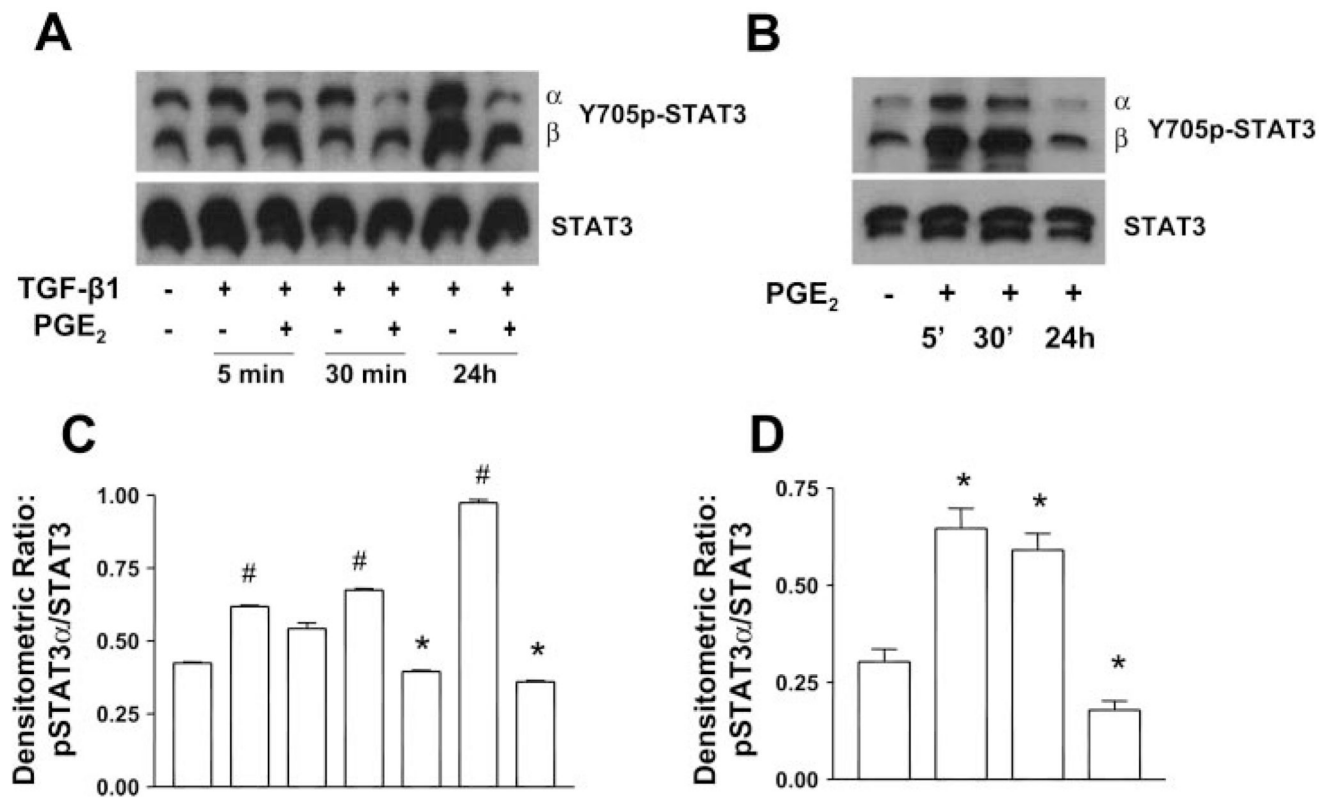 A
α
β
Y705p-STAT3
STAT3
TGF-β1 - + + + + + +
PGE2 - - + - + - +
5 min 30 min 24h
B
α
β
Y705p-STAT3
STAT3
PGE2 - + + +
5’ 30’ 24h
C
Densitometric Ratio:
pSTAT3α/STAT3
1.00
0.75
0.50
0.25
0.00
# # * # *
D
Densitometric Ratio:
pSTAT3α/STAT3
0.75
0.50
0.25
0.00
* * *